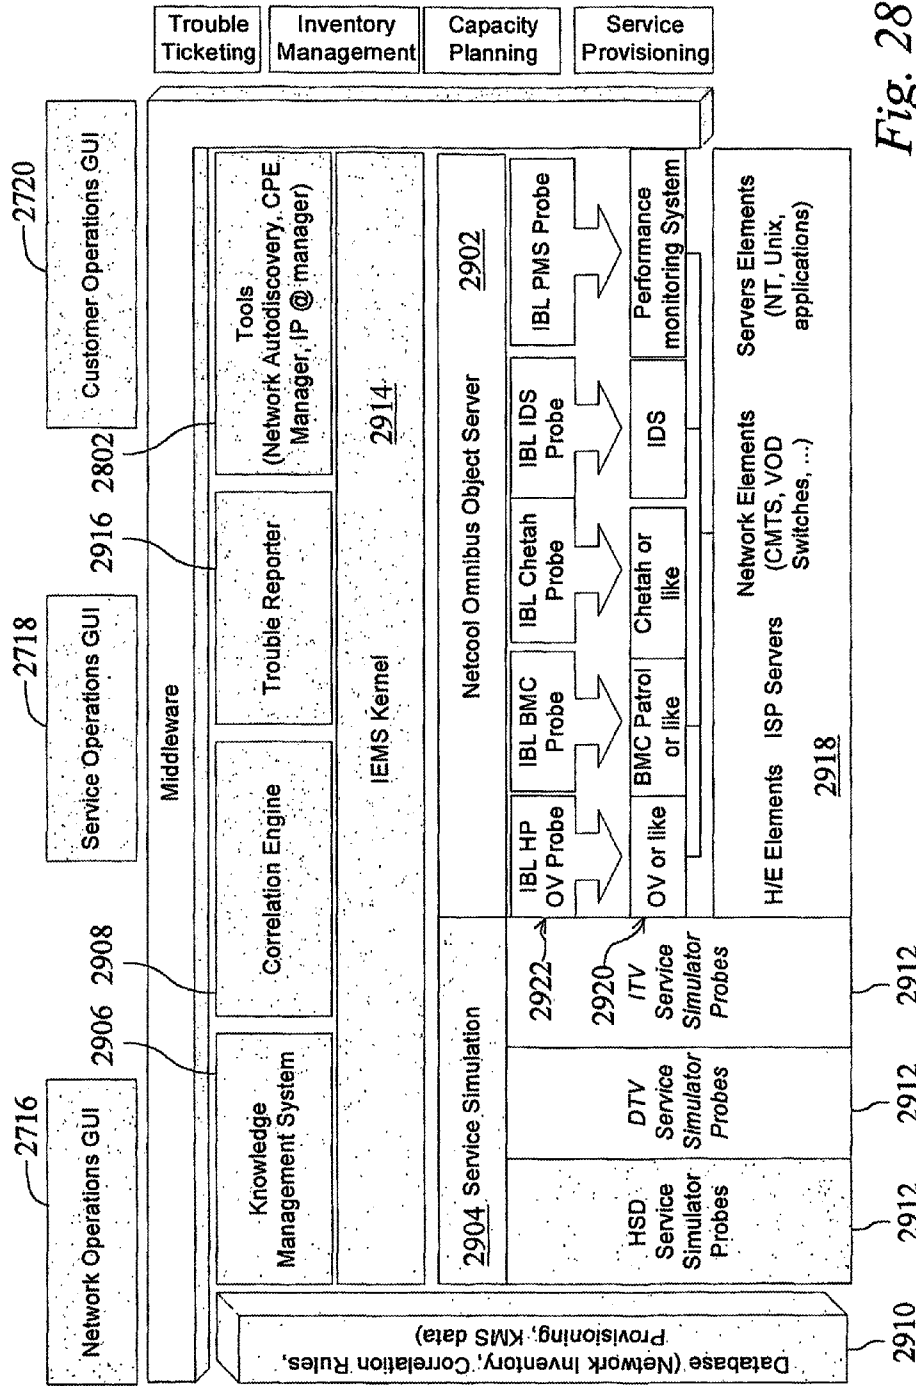 2716
2718
2720
Network Operations GUI
Service Operations GUI
Customer Operations GUI
2906
2908
2916
2802
Middleware
Trouble
Ticketing
Inventory
Management
Capacity
Planning
Service
Provisioning
Knowledge
Management System
Correlation Engine
Trouble Reporter
Tools
(Network Autodiscovery, CPE
Manager, IP @ manager)
IEMS Kernel
2914
2904 Service Simulation
Netcool Omnibus Object Server
2902
HSD
Service
Simulator
Probes
DTV
Service
Simulator
Probes
ITV
Service
Simulator
Probes
2922
2920
IBL HP
OV Probe
IBL BMC
Probe
IBL Chetah
Probe
IBL IDS
Probe
IBL PMS Probe
OV or like
BMC Patrol
or like
Chetah or
like
IDS
Performance
monitoring System
H/E Elements
ISP Servers
Network Elements
(CMTS, VOD
Switches, ...)
Servers Elements
(NT, Unix,
applications)
2918
Database (Network Inventory, Correlation Rules,
Provisioning, KMS data)
2910
2912
2912
2912
Fig. 28